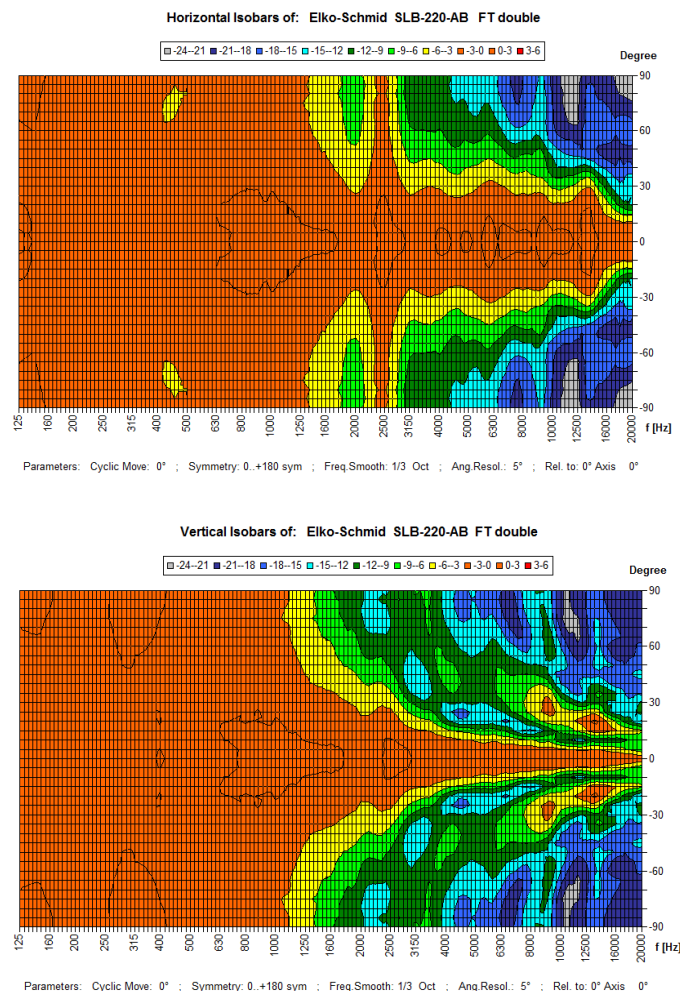 Horizontal Isobars of: Elko-Schmid SLB-220-AB FT double
-24--21 -21--18 -18--15 -15--12 -12--9 -9--6 -6--3 -3-0 0-3 3-6
Degree
90
60
30
0
-30
-60
-90
125 160 200 250 315 400 500 630 800 1000 1250 1600 2000 2500 3150 4000 5000 6300 8000 10000 12500 16000 20000
f [Hz]
Parameters: Cyclic Move: 0° ; Symmetry: 0..+180 sym ; Freq.Smooth: 1/3 Oct ; Ang.Resol.: 5° ; Rel. to: 0° Axis 0°
Vertical Isobars of: Elko-Schmid SLB-220-AB FT double
-24--21 -21--18 -18--15 -15--12 -12--9 -9--6 -6--3 -3-0 0-3 3-6
Degree
90
60
30
0
-30
-60
-90
125 160 200 250 315 400 500 630 800 1000 1250 1600 2000 2500 3150 4000 5000 6300 8000 10000 12500 16000 20000
f [Hz]
Parameters: Cyclic Move: 0° ; Symmetry: 0..+180 sym ; Freq.Smooth: 1/3 Oct ; Ang.Resol.: 5° ; Rel. to: 0° Axis 0°